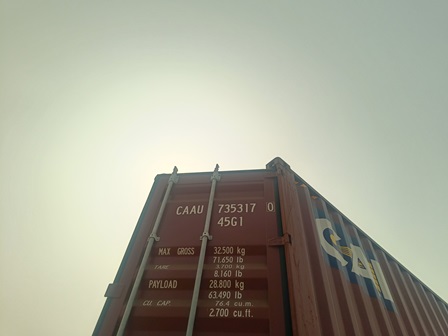 CAAU 735317 0
45G1
MAX GROSS 32.500 kg
71.650 lb
TARE 3.700 kg
8.160 lb
PAYLOAD 28.800 kg
63.490 lb
CU. CAP. 76.4 cu.m.
2.700 cu.ft.
CAI